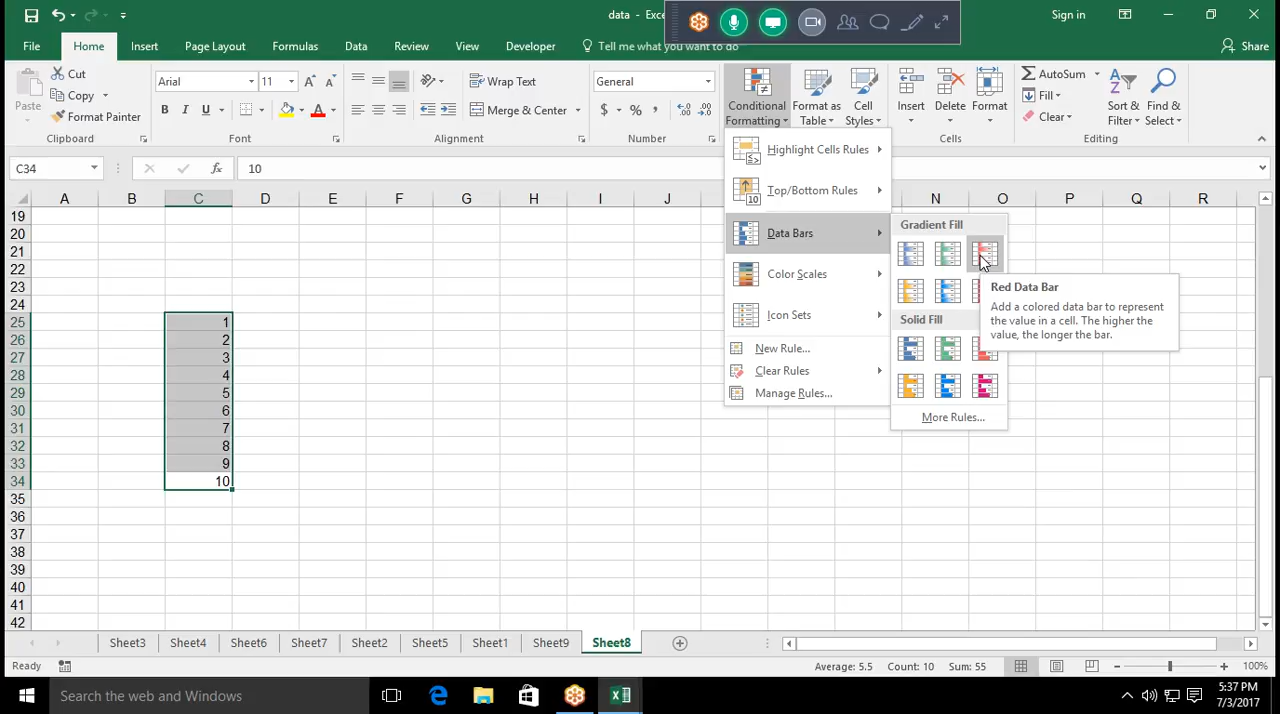 data - Exce
Sign in
File
Home
Insert
Page Layout
Formulas
Data
Review
View
Developer
Tell me what you want to do
Share
Paste
Cut
Copy
Format Painter
Clipboard
Arial
11
A A
B I U
A
Font
Wrap Text
Merge & Center
Alignment
General
$ % ,
Number
Conditional Formatting
Format as Table
Cell Styles
Insert
Delete
Format
Cells
AutoSum
Fill
Clear
Sort & Filter
Find & Select
Editing
C34
fx
10
A B C D E F G H I J N O P Q R
19
20
21
22
23
24
25 1
26 2
27 3
28 4
29 5
30 6
31 7
32 8
33 9
34 10
35
36
37
38
39
40
41
42
Highlight Cells Rules
Top/Bottom Rules
Data Bars
Color Scales
Icon Sets
New Rule...
Clear Rules
Manage Rules...
Gradient Fill
Solid Fill
More Rules...
Red Data Bar
Add a colored data bar to represent
the value in a cell. The higher the
value, the longer the bar.
Sheet3 Sheet4 Sheet6 Sheet7 Sheet2 Sheet5 Sheet1 Sheet9 Sheet8
Ready
Average: 5.5 Count: 10 Sum: 55
100%
Search the web and Windows
5:37 PM
7/3/2017